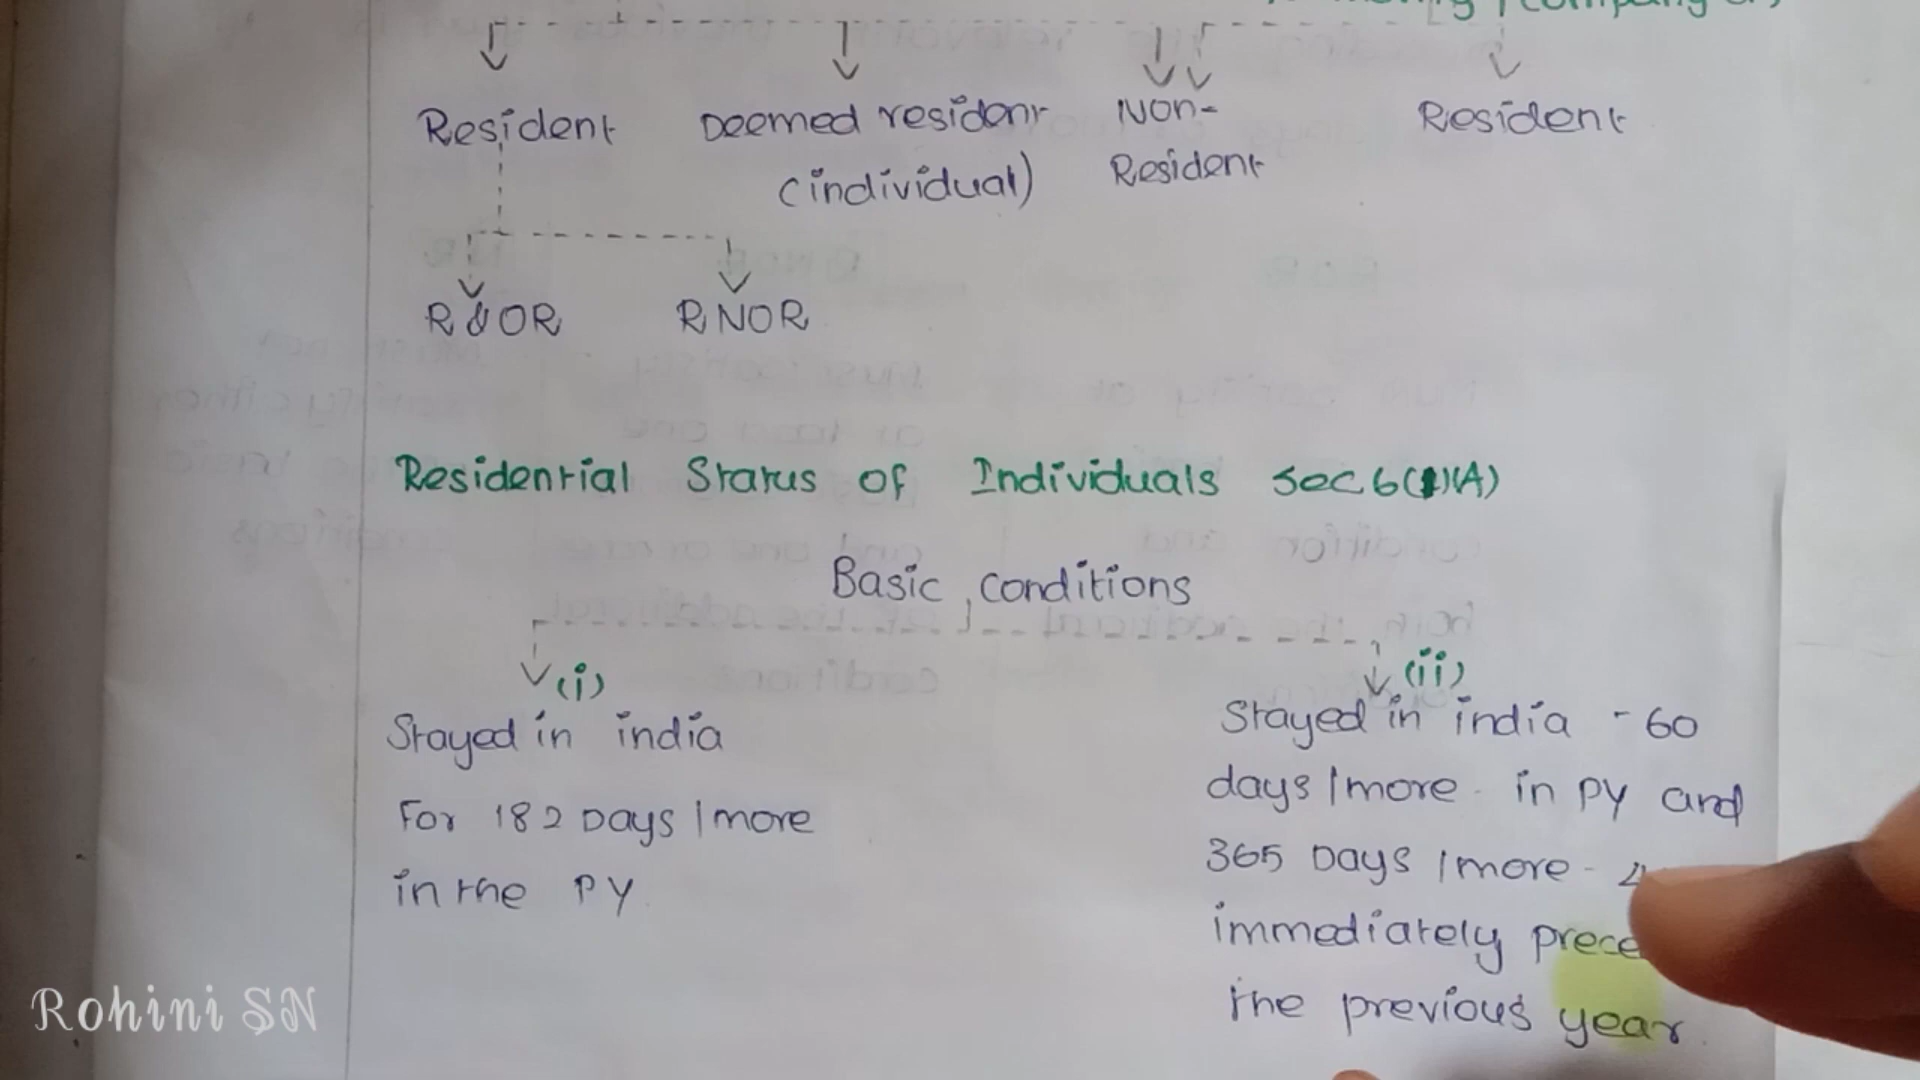 Resident Deemed resident Non- Resident
(individual) Resident
R & OR RNOR
Residential Status of Individuals Sec 6(1)(A)
Basic Conditions
(i) (ii)
Stayed in india
For 182 Days / more
in the PY
Stayed in india - 60
days / more in PY and
365 Days / more -
immediately
the previous year.
Rohini SN